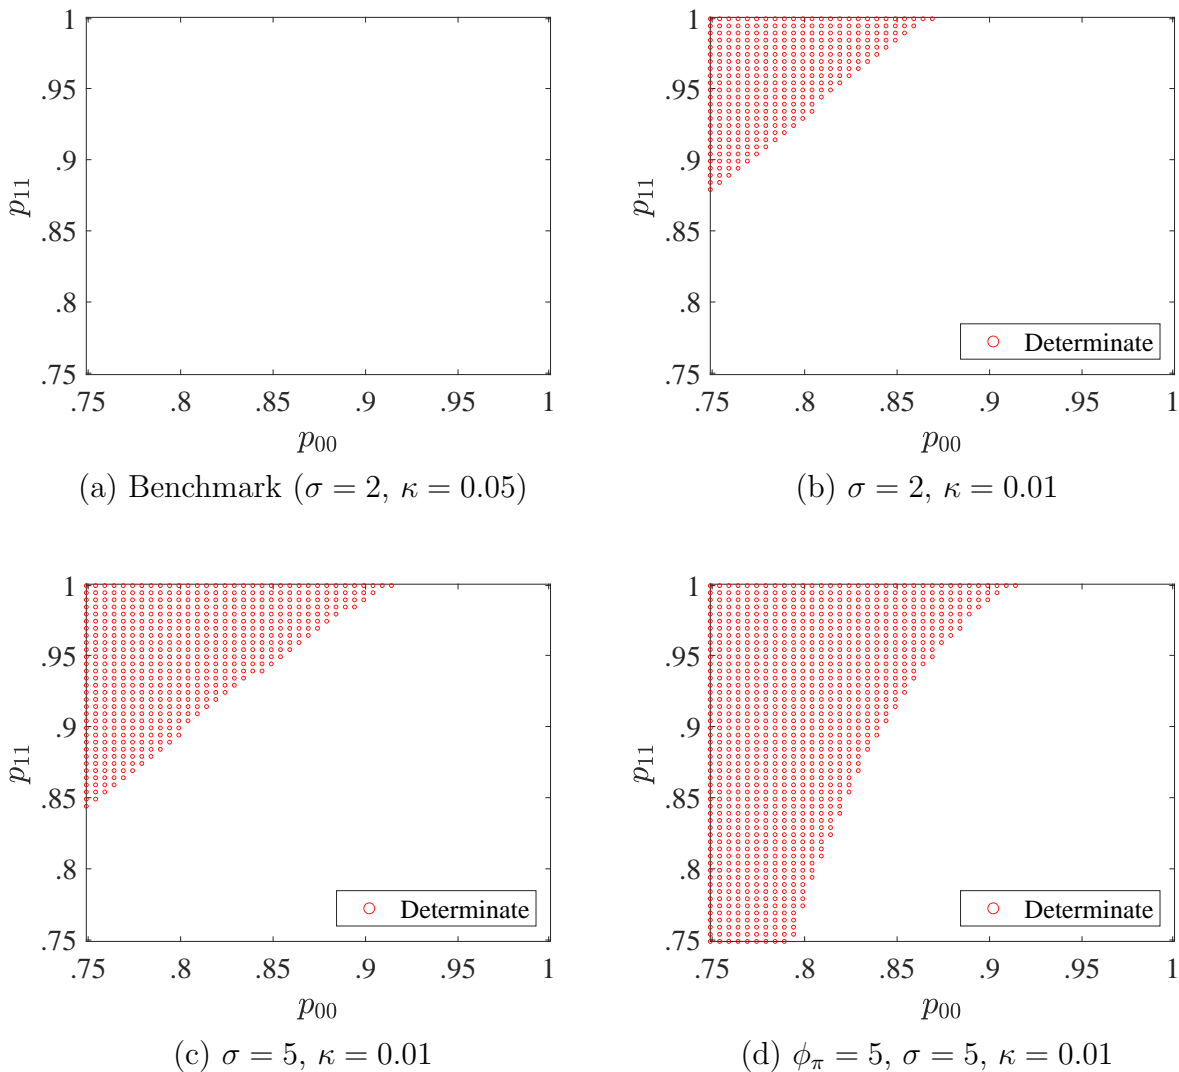 1
.95
.9
.85
.8
.75
p11
.75 .8 .85 .9 .95 1
p00
(a) Benchmark (σ = 2, κ = 0.05)
1
.95
.9
.85
.8
.75
p11
Determinate
.75 .8 .85 .9 .95 1
p00
(b) σ = 2, κ = 0.01
1
.95
.9
.85
.8
.75
p11
Determinate
.75 .8 .85 .9 .95 1
p00
(c) σ = 5, κ = 0.01
1
.95
.9
.85
.8
.75
p11
Determinate
.75 .8 .85 .9 .95 1
p00
(d) ϕπ = 5, σ = 5, κ = 0.01